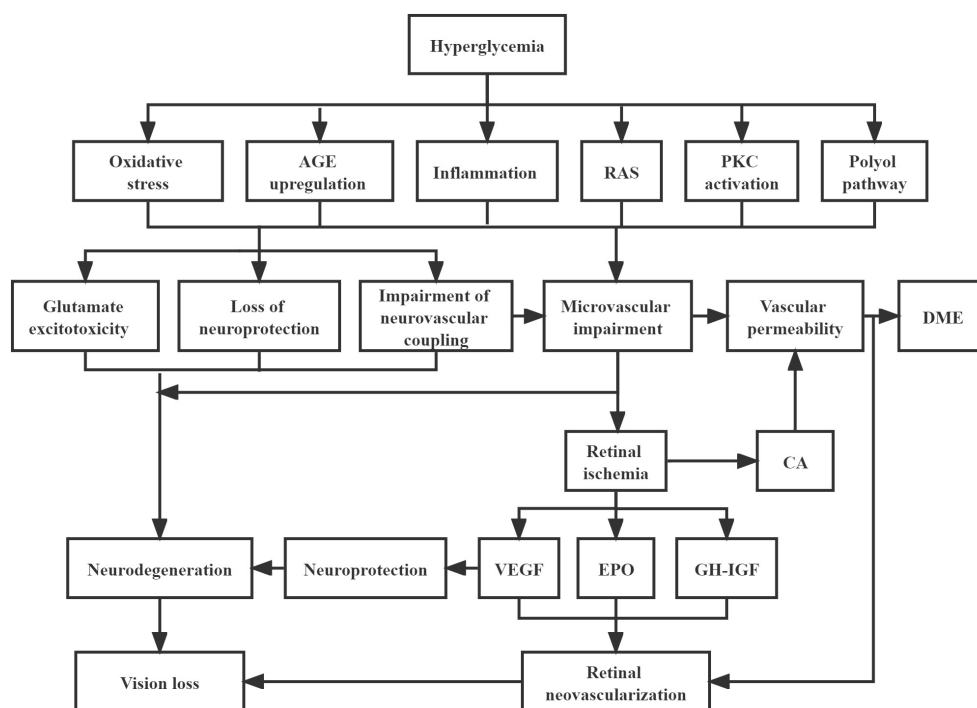 Hyperglycemia
Oxidative
stress
AGE
upregulation
Inflammation
RAS
PKC
activation
Polyol
pathway
Glutamate
excitotoxicity
Loss of
neuroprotection
Impairment of
neurovascular
coupling
Microvascular
impairment
Vascular
permeability
DME
Retinal
ischemia
CA
Neurodegeneration
Neuroprotection
VEGF
EPO
GH-IGF
Vision loss
Retinal
neovascularization